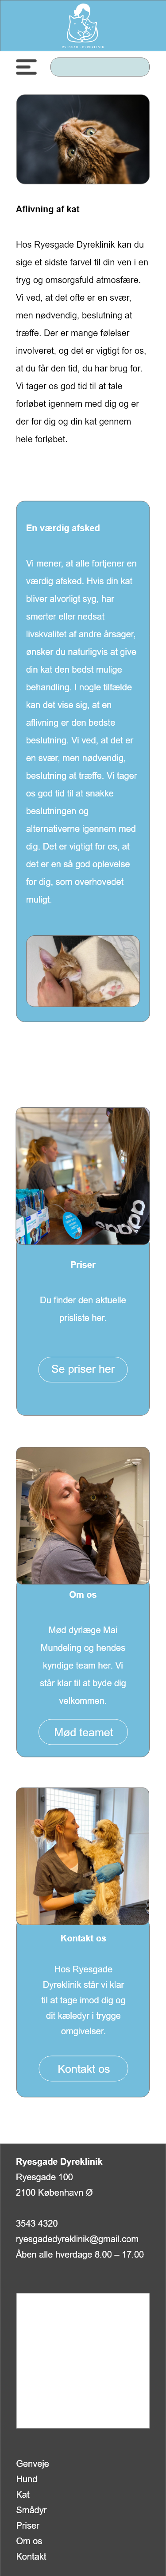 RYESGADE DYREKLINIK
Aflivning af kat
Hos Ryesgade Dyreklinik kan du
sige et sidste farvel til din ven i en
tryg og omsorgsfuld atmosfære.
Vi ved, at det ofte er en svær,
men nødvendig, beslutning at
træffe. Der er mange følelser
involveret, og det er vigtigt for os,
at du får den tid, du har brug for.
Vi tager os god tid til at tale
forløbet igennem med dig og er
der for dig og din kat gennem
hele forløbet.
En værdig afsked
Vi mener, at alle fortjener en
værdig afsked. Hvis din kat
bliver alvorligt syg, har
smerter eller nedsat
livskvalitet af andre årsager,
ønsker du naturligvis at give
din kat den bedst mulige
behandling. I nogle tilfælde
kan det vise sig, at en
aflivning er den bedste
beslutning. Vi ved, at det er
en svær, men nødvendig,
beslutning at træffe. Vi tager
os god tid til at snakke
beslutningen og
alternativerne igennem med
dig. Det er vigtigt for os, at
det er en så god oplevelse
for dig, som overhovedet
muligt.
Priser
Du finder den aktuelle
prisliste her.
Se priser her
Om os
Mød dyrlæge Mai
Mundeling og hendes
kyndige team her. Vi
står klar til at byde dig
velkommen.
Mød teamet
Kontakt os
Hos Ryesgade
Dyreklinik står vi klar
til at tage imod dig og
dit kæledyr i trygge
omgivelser.
Kontakt os
Ryesgade Dyreklinik
Ryesgade 100
2100 København Ø
3543 4320
ryesgadedyreklinik@gmail.com
Åben alle hverdage 8.00 – 17.00
Genveje
Hund
Kat
Smådyr
Priser
Om os
Kontakt